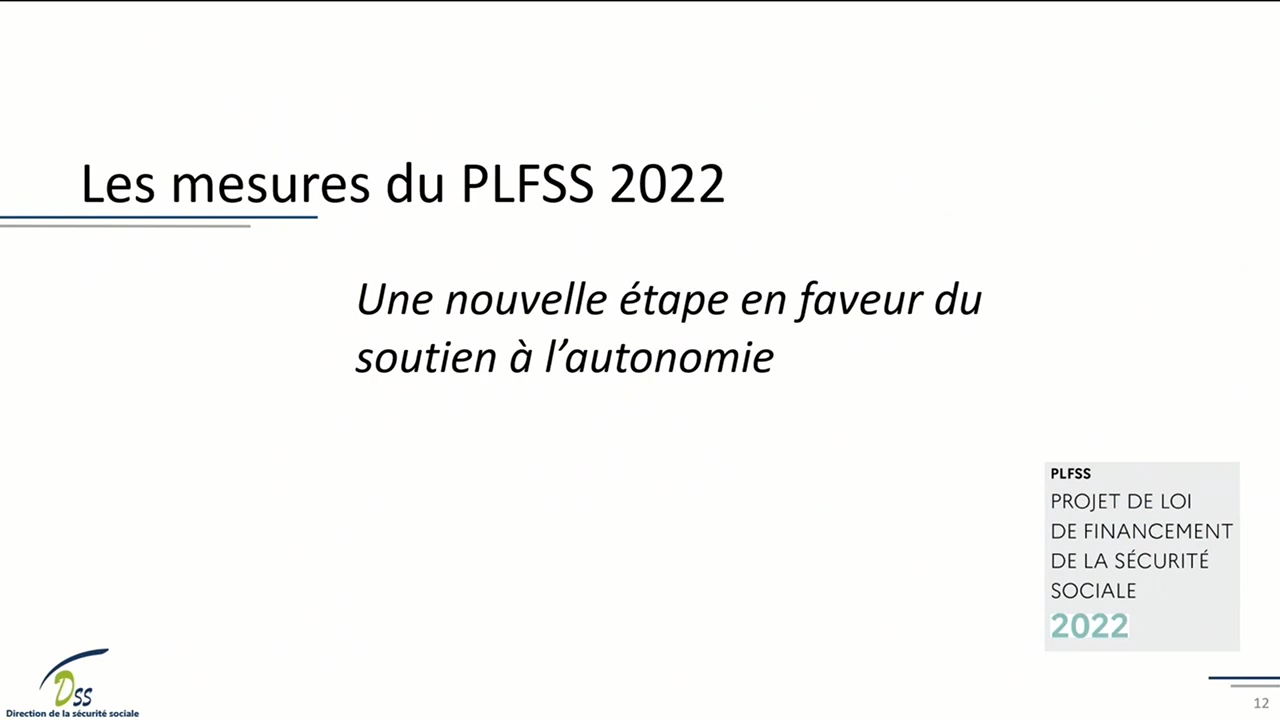 Les mesures du PLFSS 2022
Une nouvelle étape en faveur du
soutien à l’autonomie
PLFSS
PROJET DE LOI
DE FINANCEMENT
DE LA SÉCURITÉ
SOCIALE
2022
DSS
Direction de la sécurité sociale
12